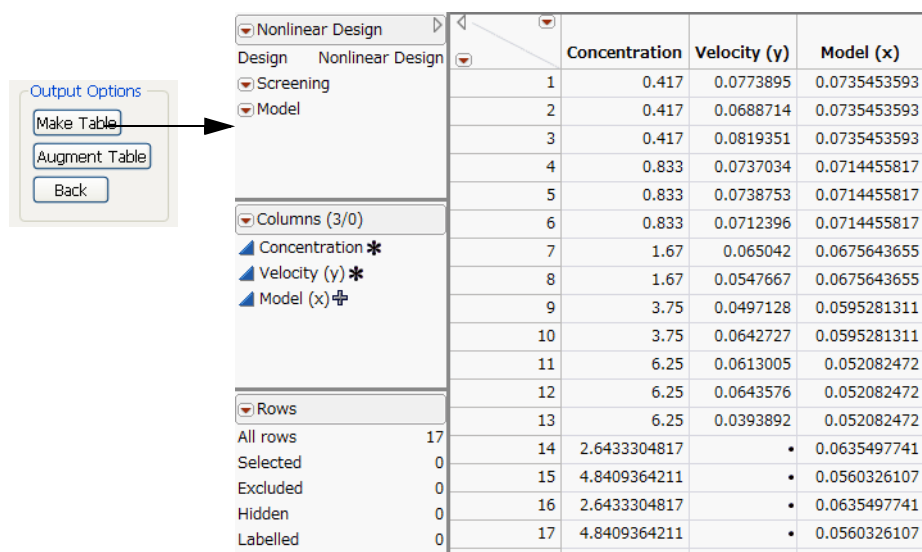 Output Options
Make Table
Augment Table
Back
Nonlinear Design
Design Nonlinear Design
Screening
Model
Columns (3/0)
Concentration
Velocity (y)
Model (x)
Rows
All rows 17
Selected 0
Excluded 0
Hidden 0
Labelled 0
Concentration Velocity (y) Model (x)
1 0.417 0.0773895 0.0735453593
2 0.417 0.0688714 0.0735453593
3 0.417 0.0819351 0.0735453593
4 0.833 0.0737034 0.0714455817
5 0.833 0.0738753 0.0714455817
6 0.833 0.0712396 0.0714455817
7 1.67 0.065042 0.0675643655
8 1.67 0.0547667 0.0675643655
9 3.75 0.0497128 0.0595281311
10 3.75 0.0642727 0.0595281311
11 6.25 0.0613005 0.052082472
12 6.25 0.0643576 0.052082472
13 6.25 0.0393892 0.052082472
14 2.6433304817 • 0.0635497741
15 4.8409364211 • 0.0560326107
16 2.6433304817 • 0.0635497741
17 4.8409364211 • 0.0560326107